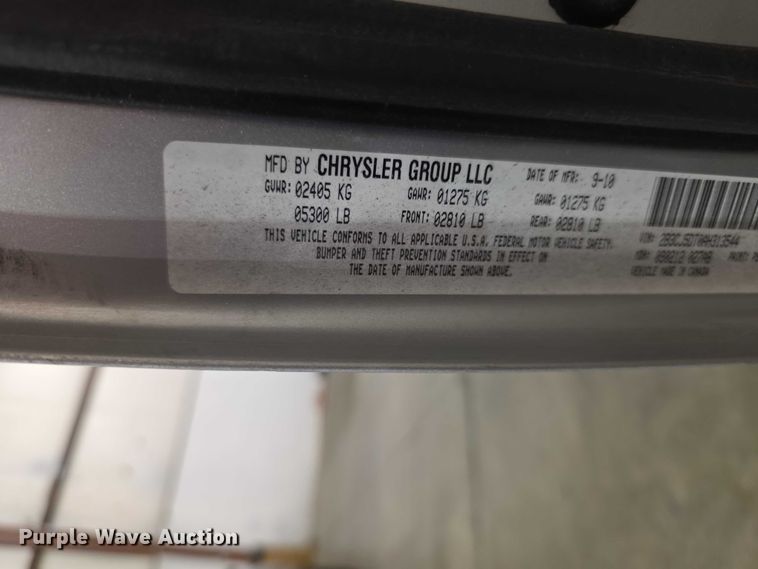 MFD BY CHRYSLER GROUP LLC DATE OF MFR: 9-10
GVWR: 02405 KG GAWR: 01275 KG GAWR: 01275 KG
05300 LB FRONT: 02810 LB REAR: 02810 LB
THIS VEHICLE CONFORMS TO ALL APPLICABLE U.S.A. FEDERAL MOTOR VEHICLE SAFETY,
BUMPER AND THEFT PREVENTION STANDARDS IN EFFECT ON
THE DATE OF MANUFACTURE SHOWN ABOVE.
VIN:
MDH:
VEHICLE MADE IN CANADA
Purple Wave Auction